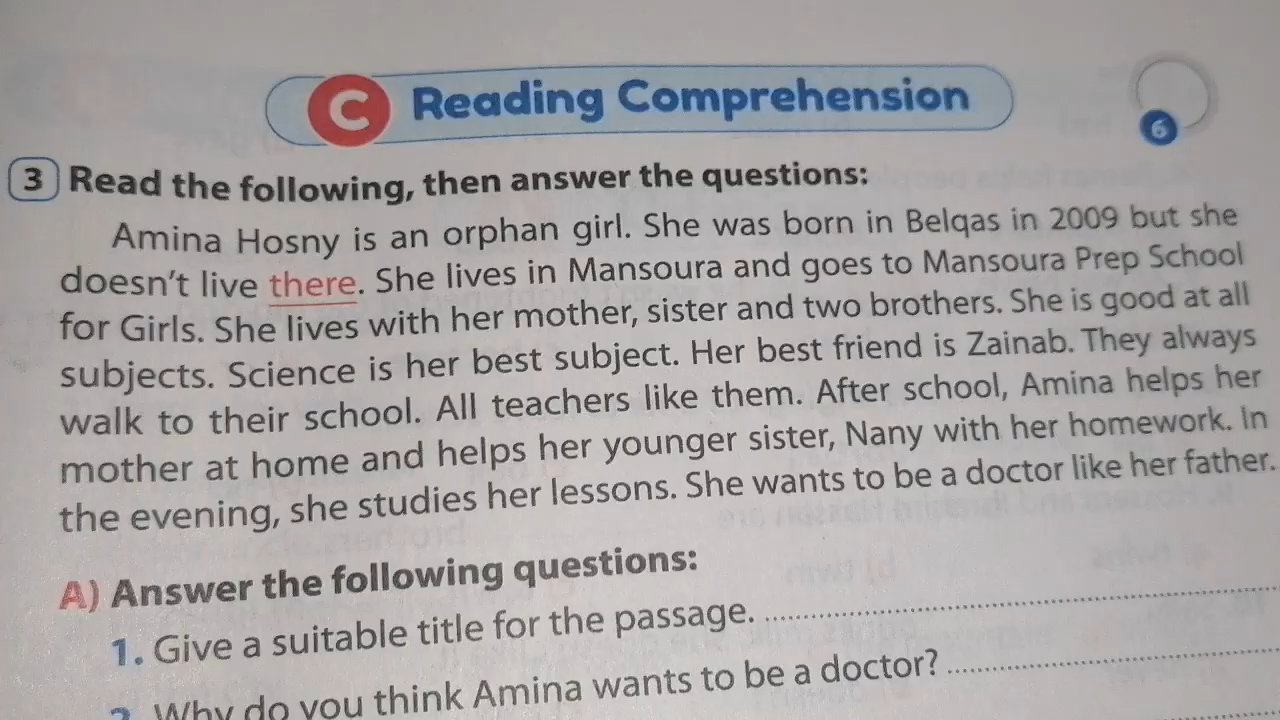 C Reading Comprehension
6
3 Read the following, then answer the questions:
Amina Hosny is an orphan girl. She was born in Belqas in 2009 but she
doesn't live there. She lives in Mansoura and goes to Mansoura Prep School
for Girls. She lives with her mother, sister and two brothers. She is good at all
subjects. Science is her best subject. Her best friend is Zainab. They always
walk to their school. All teachers like them. After school, Amina helps her
mother at home and helps her younger sister, Nany with her homework. In
the evening, she studies her lessons. She wants to be a doctor like her father.
A) Answer the following questions:
1. Give a suitable title for the passage.
2. Why do you think Amina wants to be a doctor?